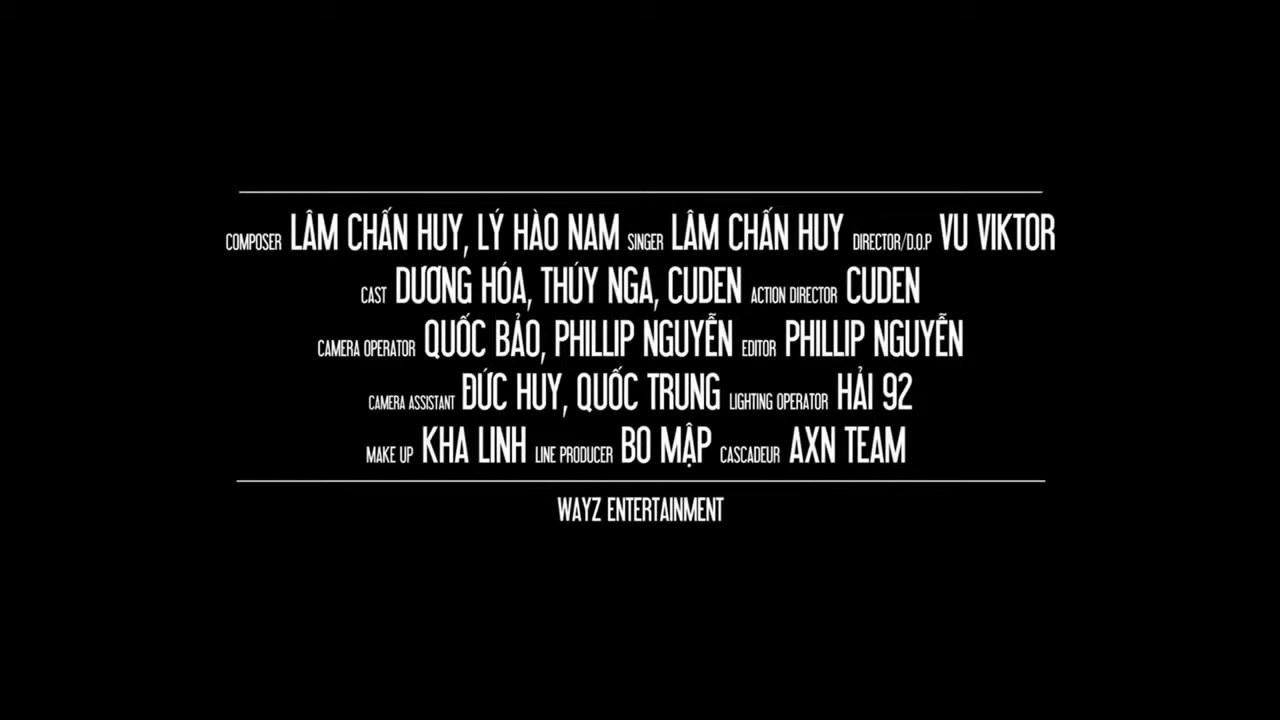 COMPOSER LÂM CHẤN HUY, LÝ HÀO NAM SINGER LÂM CHẤN HUY DIRECTOR/D.O.P VU VIKTOR
CAST DƯƠNG HÓA, THÚY NGA, CUDEN ACTION DIRECTOR CUDEN
CAMERA OPERATOR QUỐC BẢO, PHILLIP NGUYỄN EDITOR PHILLIP NGUYỄN
CAMERA ASSISTANT ĐỨC HUY, QUỐC TRUNG LIGHTING OPERATOR HẢI 92
MAKE UP KHA LINH LINE PRODUCER BO MẬP CASCADEUR AXN TEAM
WAYZ ENTERTAINMENT